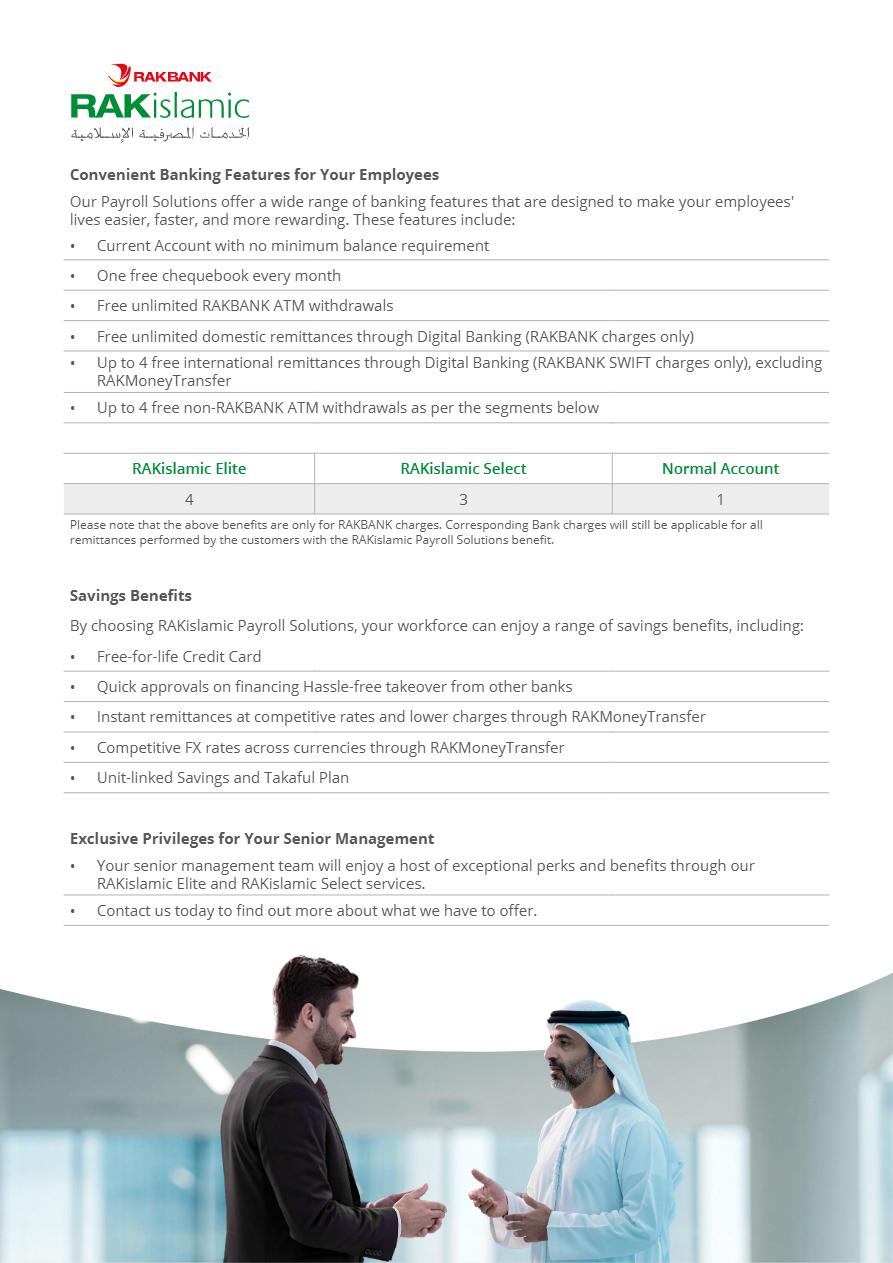 RAKBANK
RAKislamic
الخدمات المصرفية الإسلامية
Convenient Banking Features for Your Employees
Our Payroll Solutions offer a wide range of banking features that are designed to make your employees'
lives easier, faster, and more rewarding. These features include:
• Current Account with no minimum balance requirement
• One free chequebook every month
• Free unlimited RAKBANK ATM withdrawals
• Free unlimited domestic remittances through Digital Banking (RAKBANK charges only)
• Up to 4 free international remittances through Digital Banking (RAKBANK SWIFT charges only), excluding
RAKMoneyTransfer
• Up to 4 free non-RAKBANK ATM withdrawals as per the segments below
RAKislamic Elite RAKislamic Select Normal Account
4 3 1
Please note that the above benefits are only for RAKBANK charges. Corresponding Bank charges will still be applicable for all
remittances performed by the customers with the RAKislamic Payroll Solutions benefit.
Savings Benefits
By choosing RAKislamic Payroll Solutions, your workforce can enjoy a range of savings benefits, including:
• Free-for-life Credit Card
• Quick approvals on financing Hassle-free takeover from other banks
• Instant remittances at competitive rates and lower charges through RAKMoneyTransfer
• Competitive FX rates across currencies through RAKMoneyTransfer
• Unit-linked Savings and Takaful Plan
Exclusive Privileges for Your Senior Management
• Your senior management team will enjoy a host of exceptional perks and benefits through our
RAKislamic Elite and RAKislamic Select services.
• Contact us today to find out more about what we have to offer.